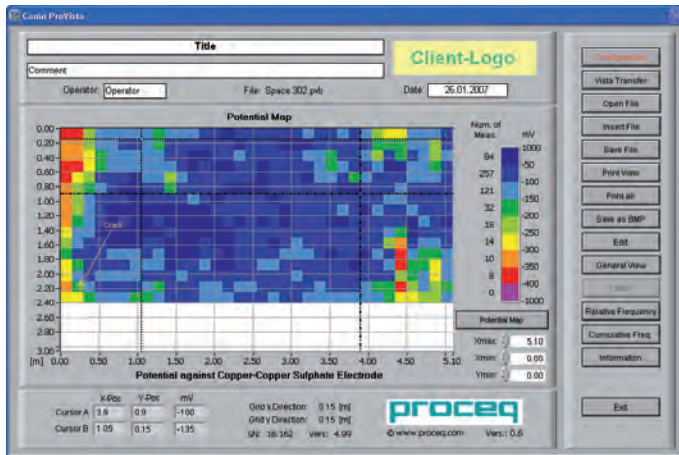 Canin ProVista
Title
Client-Logo
Comment
Operator: Operator
File: Space 302.pvb
Date: 26.01.2007
Configuration
Vista Transfer
Open File
Insert File
Save File
Print View
Print all
Save as BMP
Edit
General View
Relative Frequency
Cumulative Freq.
Information
Exit
Potential Map
Num. of
Meas.
mV
84
257
121
32
18
14
10
8
0
1000
-50
-100
-150
-200
-250
-300
-350
-400
-1000
0.00
0.20
0.40
0.60
0.80
1.00
1.20
1.40
1.60
1.80
2.00
2.20
2.40
2.60
2.80
3.06
Crack
[m] 0.00 0.50 1.00 1.50 2.00 2.50 3.00 3.50 4.00 4.50 5.10
Potential against Copper-Copper Sulphate Electrode
Potential Map
Xmax: 5.10
Xmin: 0.00
Ymin: 0.00
X-Pos Y-Pos mV
Cursor A 3.9 0.9 -100
Cursor B 1.05 0.15 -135
Grid x Direction: 0.15 [m]
Grid y Direction: 0.15 [m]
SN: 16.162 Vers: 4.99
proceq
© www.proceq.com Vers.: 0.6